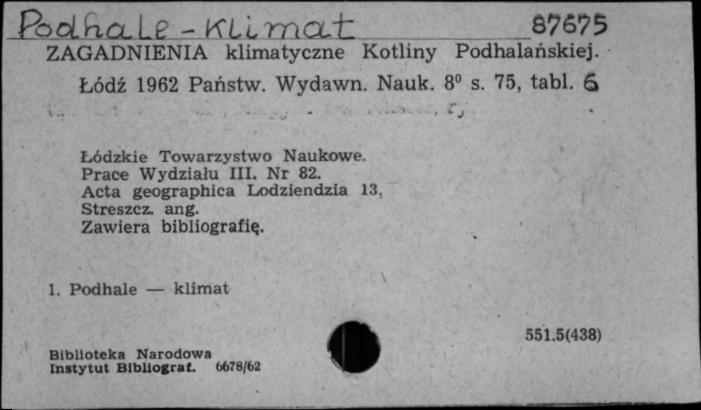 Podhale - Klimat 87675
ZAGADNIENIA klimatyczne Kotliny Podhalańskiej.
Łódź 1962 Państw. Wydawn. Nauk. 8⁰ s. 75, tabl. 6
Łódzkie Towarzystwo Naukowe.
Prace Wydziału III. Nr 82.
Acta geographica Lodziendzia 13.
Streszcz. ang.
Zawiera bibliografię.
1. Podhale — klimat
551.5(438)
Biblioteka Narodowa
Instytut Bibliograf. 6678/62